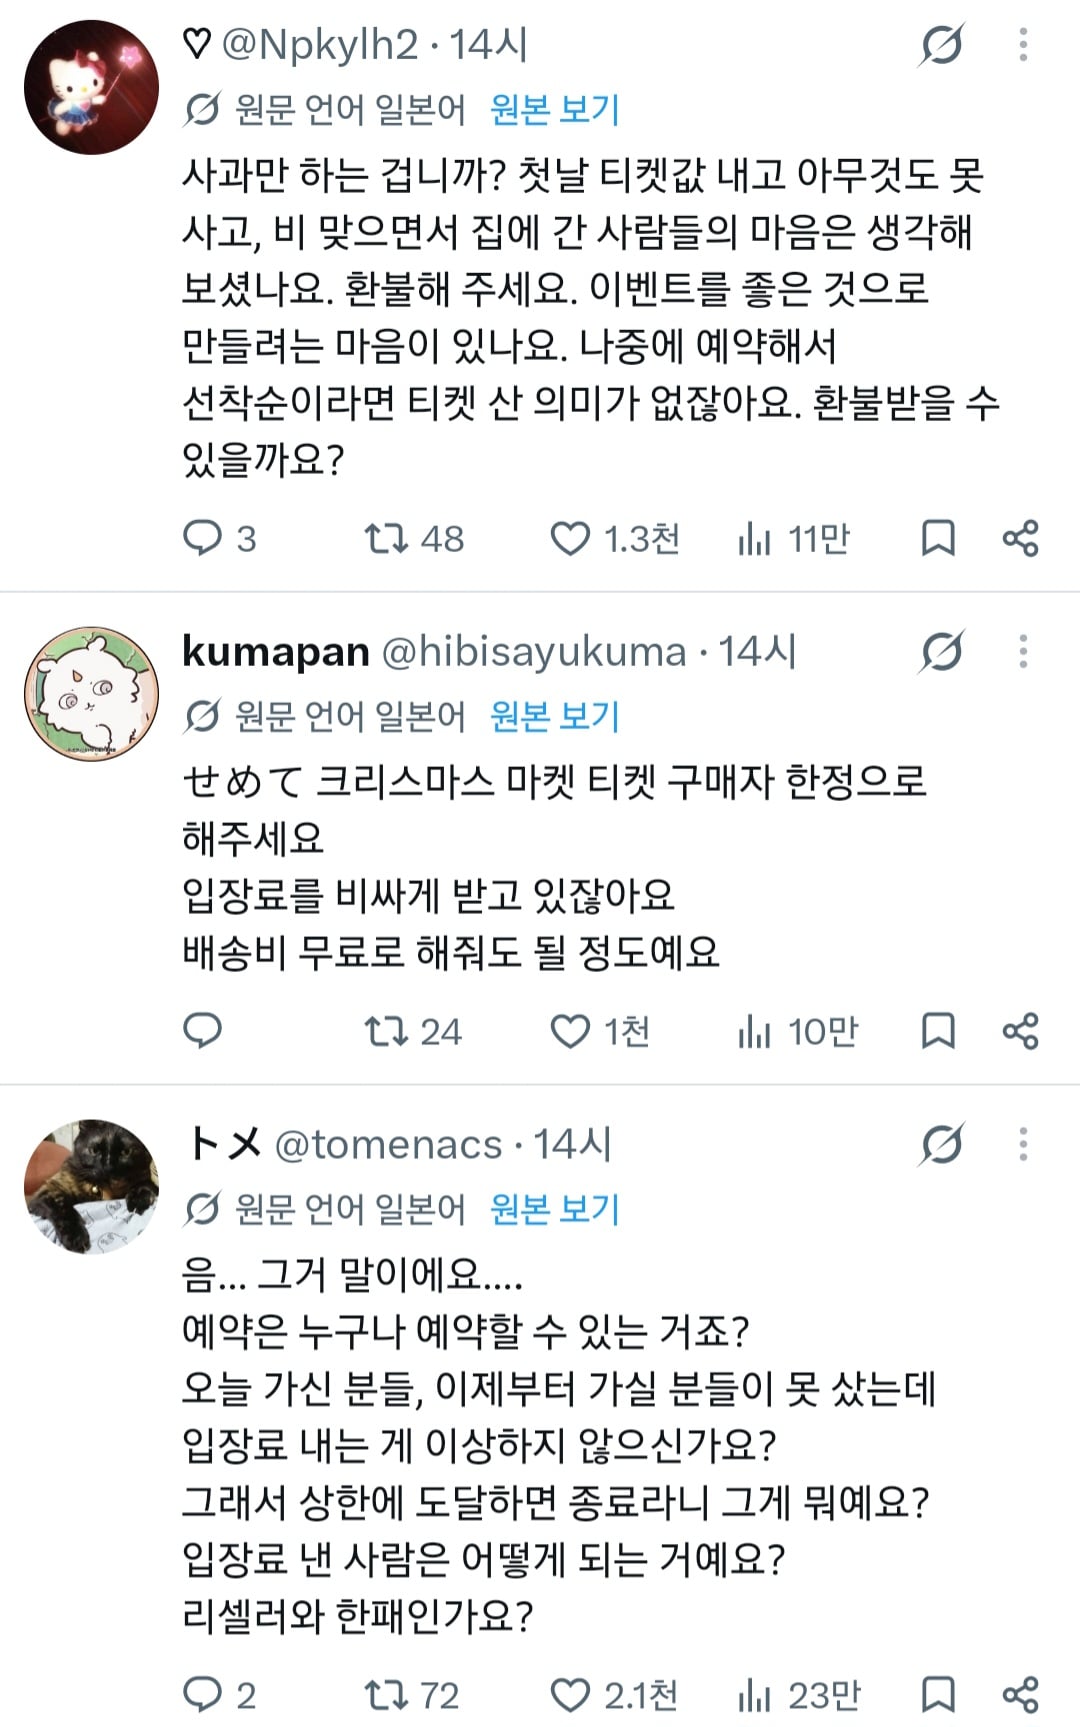 ♡ @Npkylh2 · 14시
원문 언어 일본어 원본 보기
사과만 하는 겁니까? 첫날 티켓값 내고 아무것도 못
사고, 비 맞으면서 집에 간 사람들의 마음은 생각해
보셨나요. 환불해 주세요. 이벤트를 좋은 것으로
만들려는 마음이 있나요. 나중에 예약해서
선착순이라면 티켓 산 의미가 없잖아요. 환불받을 수
있을까요?
3 48 1.3천 11만
kumapan @hibisayukuma · 14시
원문 언어 일본어 원본 보기
せめて 크리스마스 마켓 티켓 구매자 한정으로
해주세요
입장료를 비싸게 받고 있잖아요
배송비 무료로 해줘도 될 정도예요
24 1천 10만
トメ @tomenacs · 14시
원문 언어 일본어 원본 보기
음... 그거 말이에요....
예약은 누구나 예약할 수 있는 거죠?
오늘 가신 분들, 이제부터 가실 분들이 못 샀는데
입장료 내는 게 이상하지 않으신가요?
그래서 상한에 도달하면 종료라니 그게 뭐예요?
입장료 낸 사람은 어떻게 되는 거예요?
리셀러와 한패인가요?
2 72 2.1천 23만